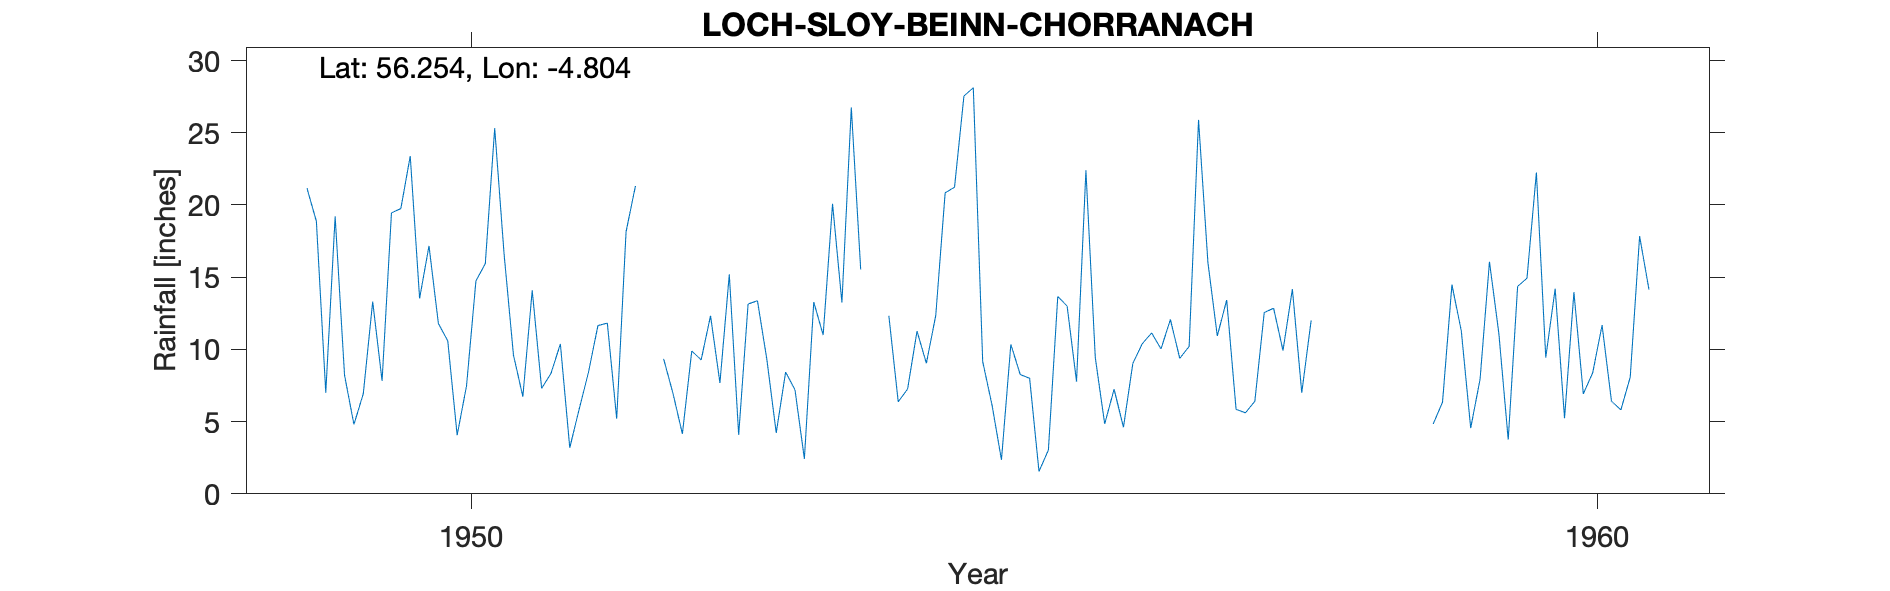 LOCH-SLOY-BEINN-CHORRANACH
Lat: 56.254, Lon: -4.804
30
25
20
15
10
5
0
Rainfall [inches]
1950
1960
Year